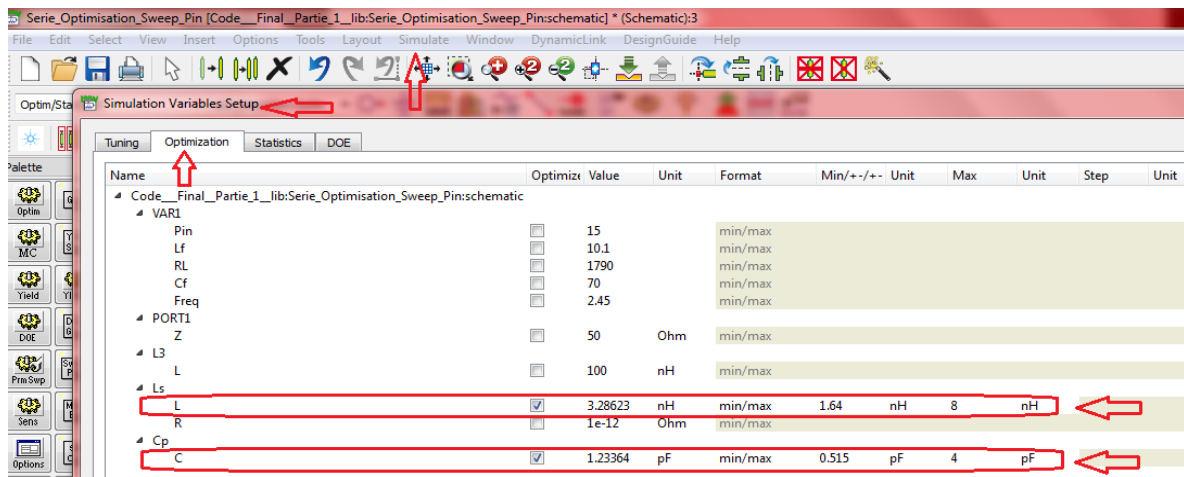 Serie_Optimisation_Sweep_Pin [Code__Final_Partie_1_lib:Serie_Optimisation_Sweep_Pin:schematic] * (Schematic):3
File Edit Select View Insert Options Tools Layout Simulate Window DynamicLink DesignGuide Help
Optim/Sta Simulation Variables Setup
Tuning Optimization Statistics DOE
Palette
Name Optimize Value Unit Format Min/+-/+- Unit Max Unit Step Unit
Code__Final__Partie_1__lib:Serie_Optimisation_Sweep_Pin:schematic
VAR1
Optim
Pin 15 min/max
Lf 10.1 min/max
MC
RL 1790 min/max
Cf 70 min/max
Yield
Freq 2.45 min/max
PORT1
DOE
Z 50 Ohm min/max
L3
Prm Swp
L 100 nH min/max
Ls
Sens
L 3.28623 nH min/max 1.64 nH 8 nH
R 1e-12 Ohm min/max
Cp
Options
C 1.23364 pF min/max 0.515 pF 4 pF